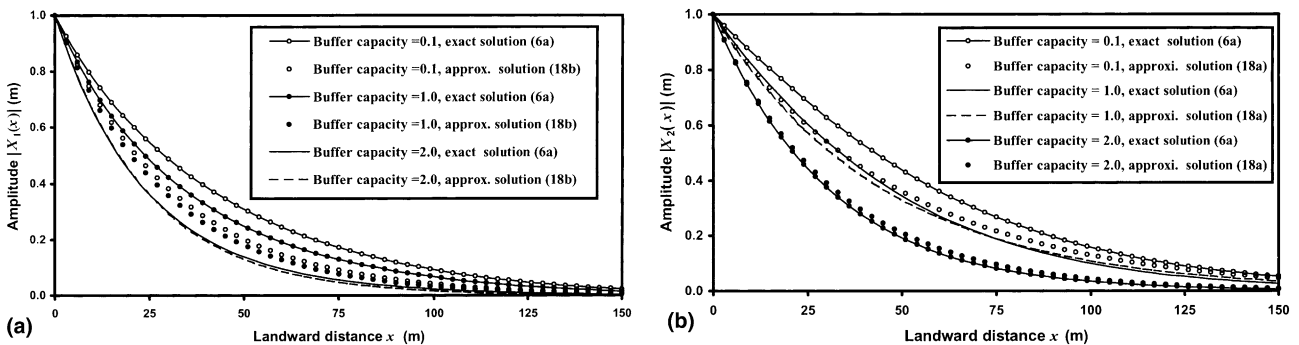 1.0
0.8
0.6
0.4
0.2
0.0
Amplitude |X₁(x)| (m)
Buffer capacity =0.1, exact solution (6a)
Buffer capacity =0.1, approx. solution (18b)
Buffer capacity =1.0, exact solution (6a)
Buffer capacity =1.0, approx. solution (18b)
Buffer capacity =2.0, exact solution (6a)
Buffer capacity =2.0, approx. solution (18b)
0 25 50 75 100 125 150
Landward distance x (m)
(a)
1.0
0.8
0.6
0.4
0.2
0.0
Amplitude |X₂( x )| (m)
Buffer capacity = 0.1, exact solution (6a)
Buffer capacity = 0.1, approxi. solution (18a)
Buffer capacity = 1.0, exact solution (6a)
Buffer capacity = 1.0, approx. solution (18a)
Buffer capacity = 2.0, exact solution (6a)
Buffer capacity = 2.0, approxi. solution (18a)
0 25 50 75 100 125 150
Landward distance x (m)
(b)